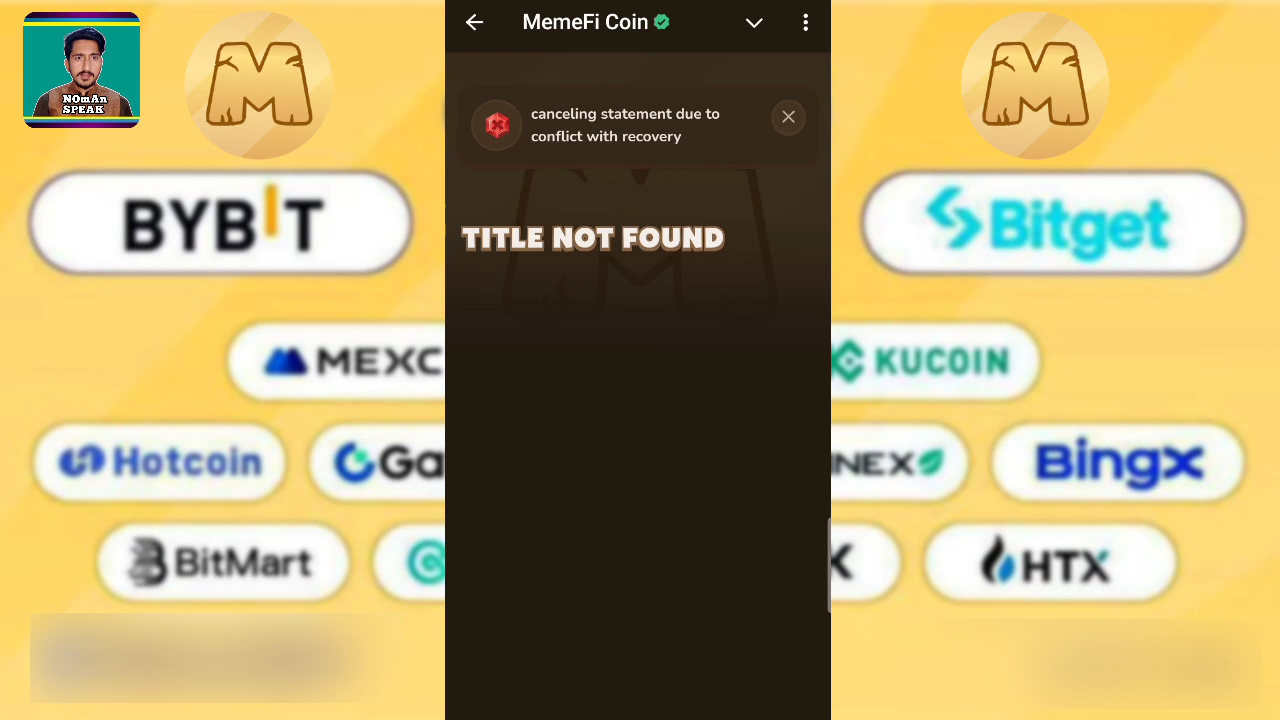 NOmAn
SPEAK
MemeFi Coin
canceling statement due to
conflict with recovery
TITLE NOT FOUND
BYBIT
Bitget
MEXC
KUCOIN
Hotcoin
Ga
NEX
BingX
BitMart
X
HTX